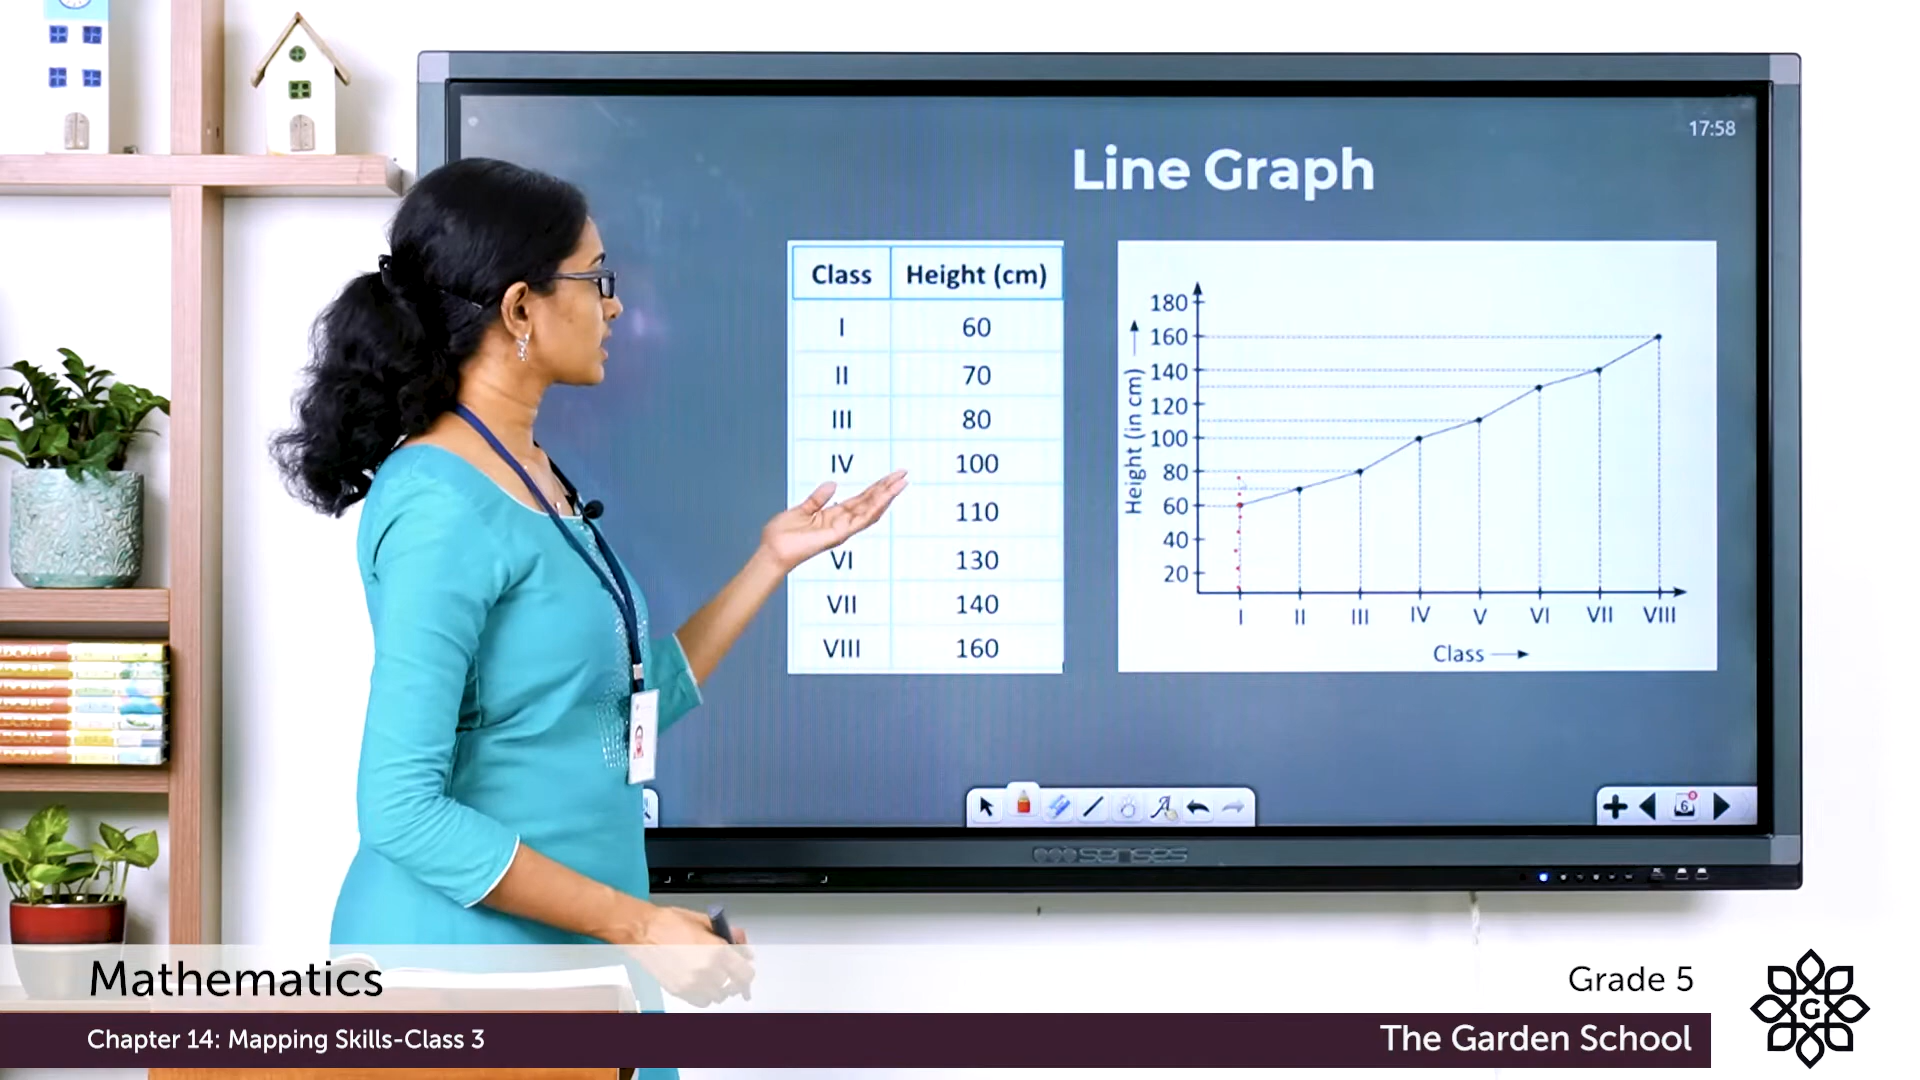 17:58
Line Graph
Class Height (cm)
I 60
II 70
III 80
IV 100
110
VI 130
VII 140
VIII 160
Height (in cm)
180
160
140
120
100
80
60
40
20
I II III IV V VI VII VIII
Class
6
senses
Mathematics
Grade 5
G
Chapter 14: Mapping Skills-Class 3
The Garden School